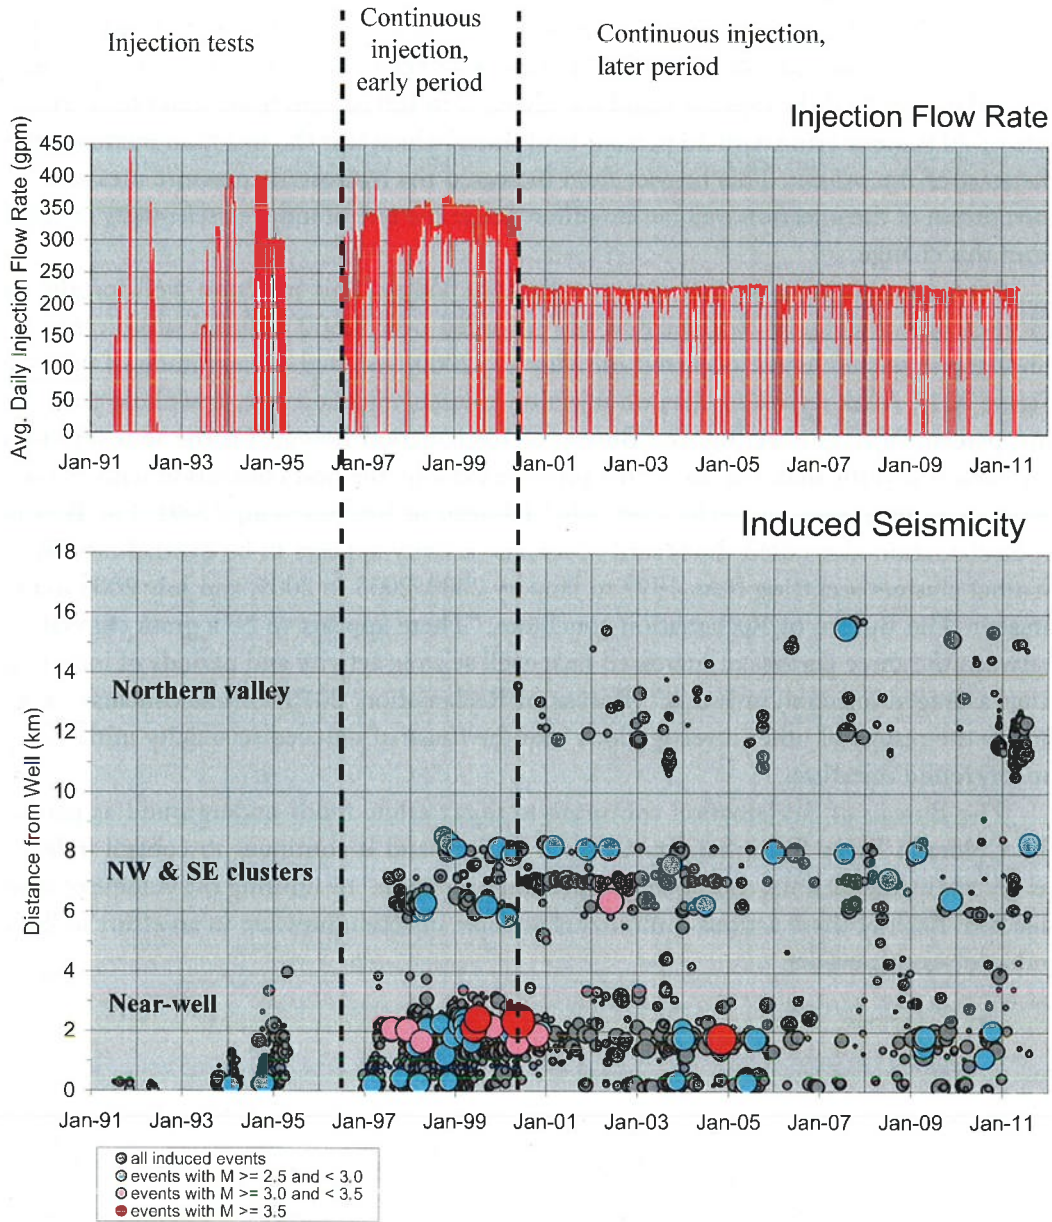 Injection tests
Continuous
injection,
early period
Continuous injection,
later period
Injection Flow Rate
Avg. Daily Injection Flow Rate (gpm)
450
400
350
300
250
200
150
100
50
0
Jan-91 Jan-93 Jan-95 Jan-97 Jan-99 Jan-01 Jan-03 Jan-05 Jan-07 Jan-09 Jan-11
Induced Seismicity
Distance from Well (km)
18
16
14
Northern valley
12
10
8
NW & SE clusters
6
4
Near-well
2
0
Jan-91 Jan-93 Jan-95 Jan-97 Jan-99 Jan-01 Jan-03 Jan-05 Jan-07 Jan-09 Jan-11
all induced events
events with M >= 2.5 and < 3.0
events with M >= 3.0 and < 3.5
events with M >= 3.5